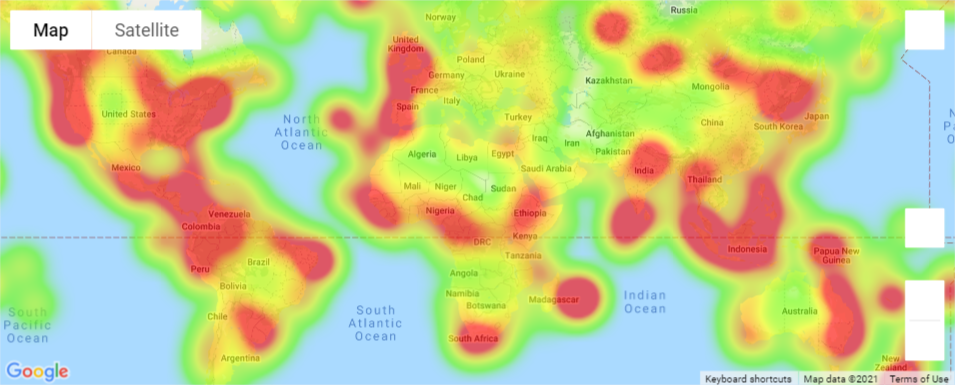 Russia
Norway
Map
Satellite
Canada
United
Kingdom
Poland
Germany
Ukraine
France
Kazakhstan
Mongolia
Spain
Italy
United States
North
Atlantic
Ocean
Turkey
China
Japan
South Korea
Iraq
Iran
Afghanistan
Pakistan
Algeria
Libya
Egypt
Saudi Arabia
India
Thailand
Mexico
Mali
Niger
Chad
Sudan
Venezuela
Colombia
Nigeria
Ethiopia
DRC
Kenya
Tanzania
Indonesia
Papua New
Guinea
Peru
Brazil
Bolivia
Angola
Namibia
Botswana
Madagascar
Indian
Ocean
Australia
South
Pacific
Ocean
Chile
South
Atlantic
Ocean
South Africa
Argentina
New
Zealand
Google
Keyboard shortcuts
Map data ©2021
Terms of Use